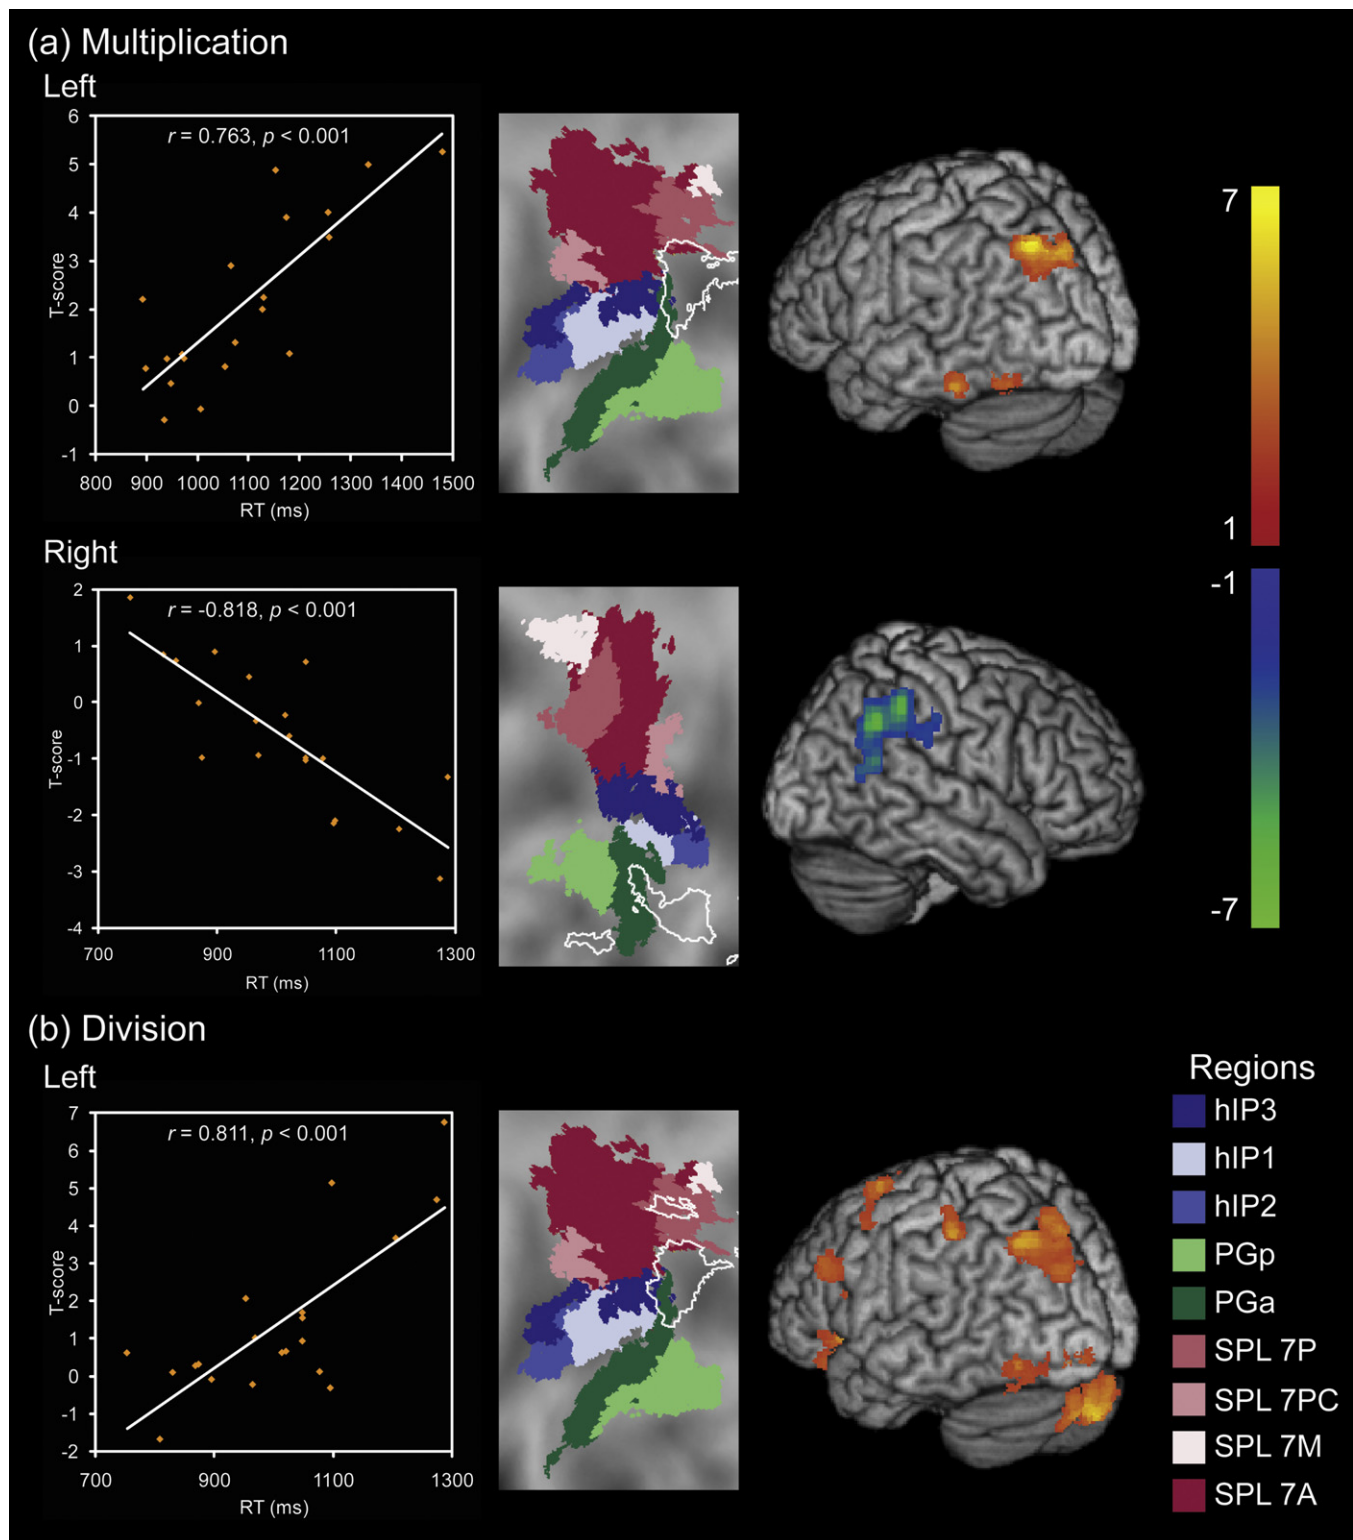 (a) Multiplication
Left
r = 0.763, p < 0.001
T-score
6
5
4
3
2
1
0
-1
800 900 1000 1100 1200 1300 1400 1500
RT (ms)
7
1
-1
-7
Right
r = -0.818, p < 0.001
T-score
2
1
0
-1
-2
-3
-4
700 900 1100 1300
RT (ms)
(b) Division
Left
r = 0.811, p < 0.001
T-score
7
6
5
4
3
2
1
0
-1
-2
700 900 1100 1300
RT (ms)
Regions
hIP3
hIP1
hIP2
PGp
PGa
SPL 7P
SPL 7PC
SPL 7M
SPL 7A